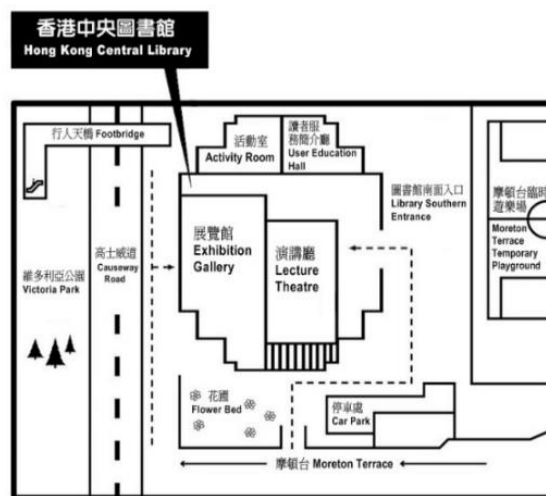 香港中央圖書館
Hong Kong Central Library
行人天橋 Footbridge
活動室
Activity Room
讀者服
務簡介廳
User Education
Hall
圖書館南面入口
Library Southern
Entrance
摩頓台臨時
遊樂場
Moreton
Terrace
Temporary
Playground
高士威道
Causeway
Road
維多利亞公園
Victoria Park
展覽館
Exhibition
Gallery
演講廳
Lecture
Theatre
花圃
Flower Bed
停車處
Car Park
摩頓台 Moreton Terrace